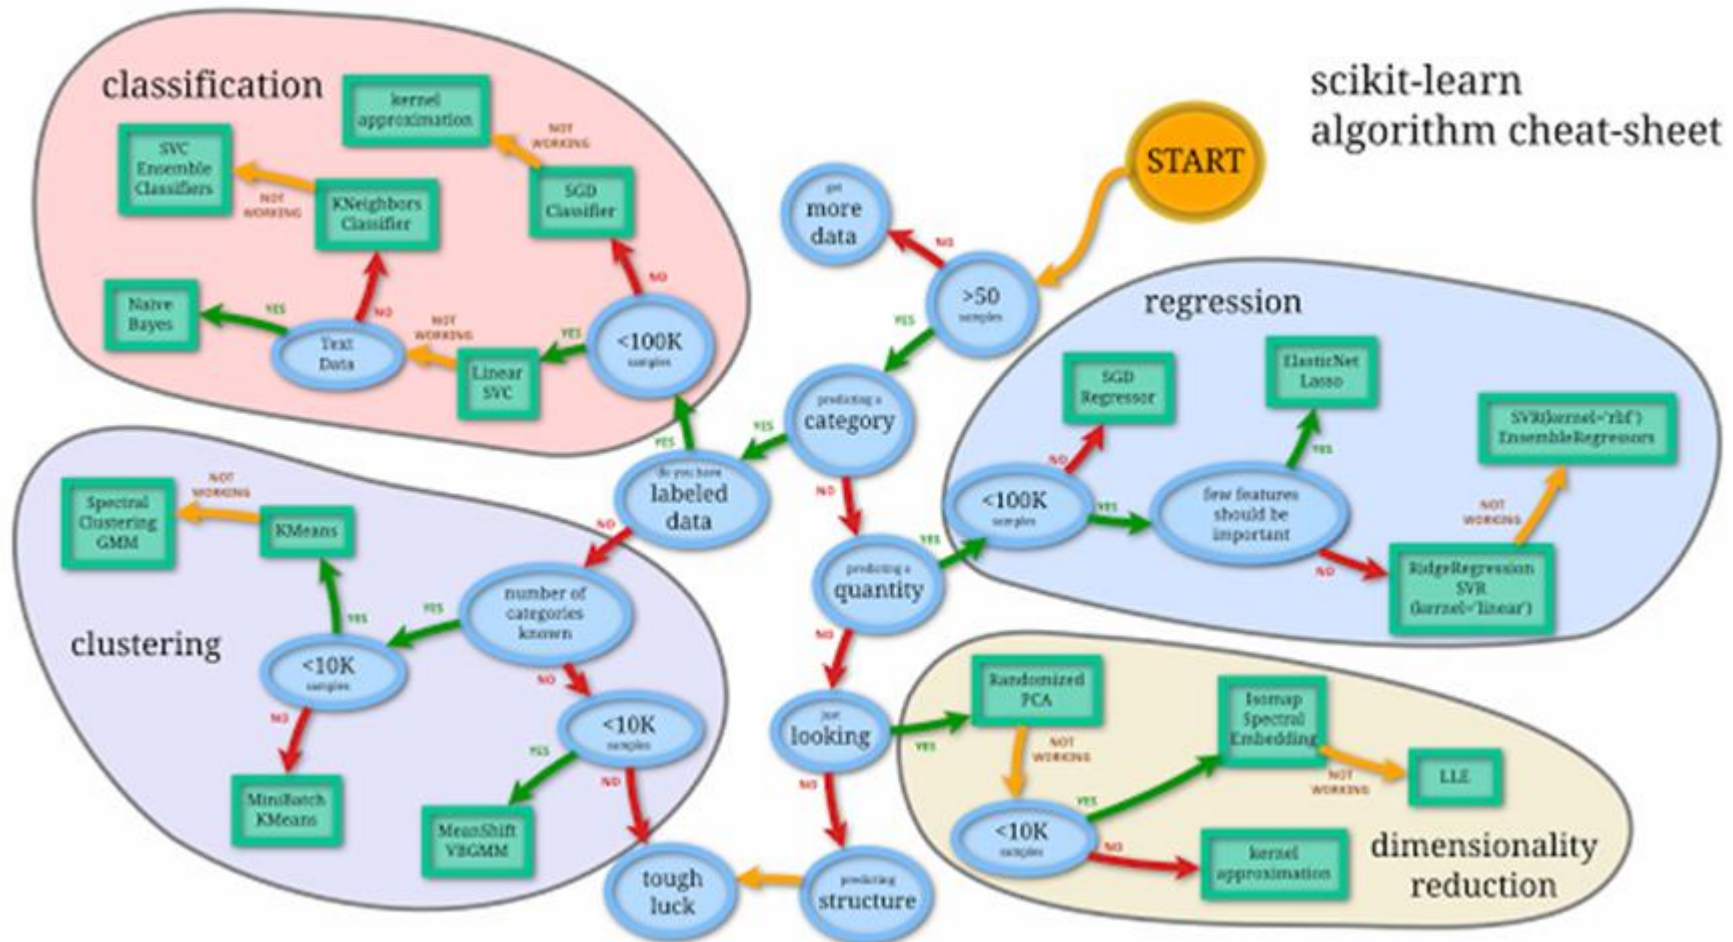 scikit-learn
algorithm cheat-sheet
START
>50
samples
NO
get
more
data
YES
predicting a
category
YES
NO
do you have
labeled
data
YES
NO
classification
<100K
samples
NO
SGD
Classifier
NOT
WORKING
kernel
approximation
YES
Linear
SVC
NOT
WORKING
Text
Data
YES
Naive
Bayes
NO
KNeighbors
Classifier
NOT
WORKING
SVC
Ensemble
Classifiers
clustering
number of
categories
known
YES
<10K
samples
YES
KMeans
NOT
WORKING
Spectral
Clustering
GMM
NO
MiniBatch
KMeans
NO
<10K
samples
YES
MeanShift
VBGMM
NO
tough
luck
predicting a
quantity
YES
regression
<100K
samples
NO
SGD
Regressor
YES
few features
should be
important
YES
ElasticNet
Lasso
NO
RidgeRegression
SVR
(kernel='linear')
NOT
WORKING
SVR(kernel='rbf')
EnsembleRegressors
NO
just
looking
YES
dimensionality
reduction
Randomized
PCA
NOT
WORKING
<10K
samples
YES
Isomap
Spectral
Embedding
NOT
WORKING
LLE
NO
kernel
approximation
NO
predicting
structure